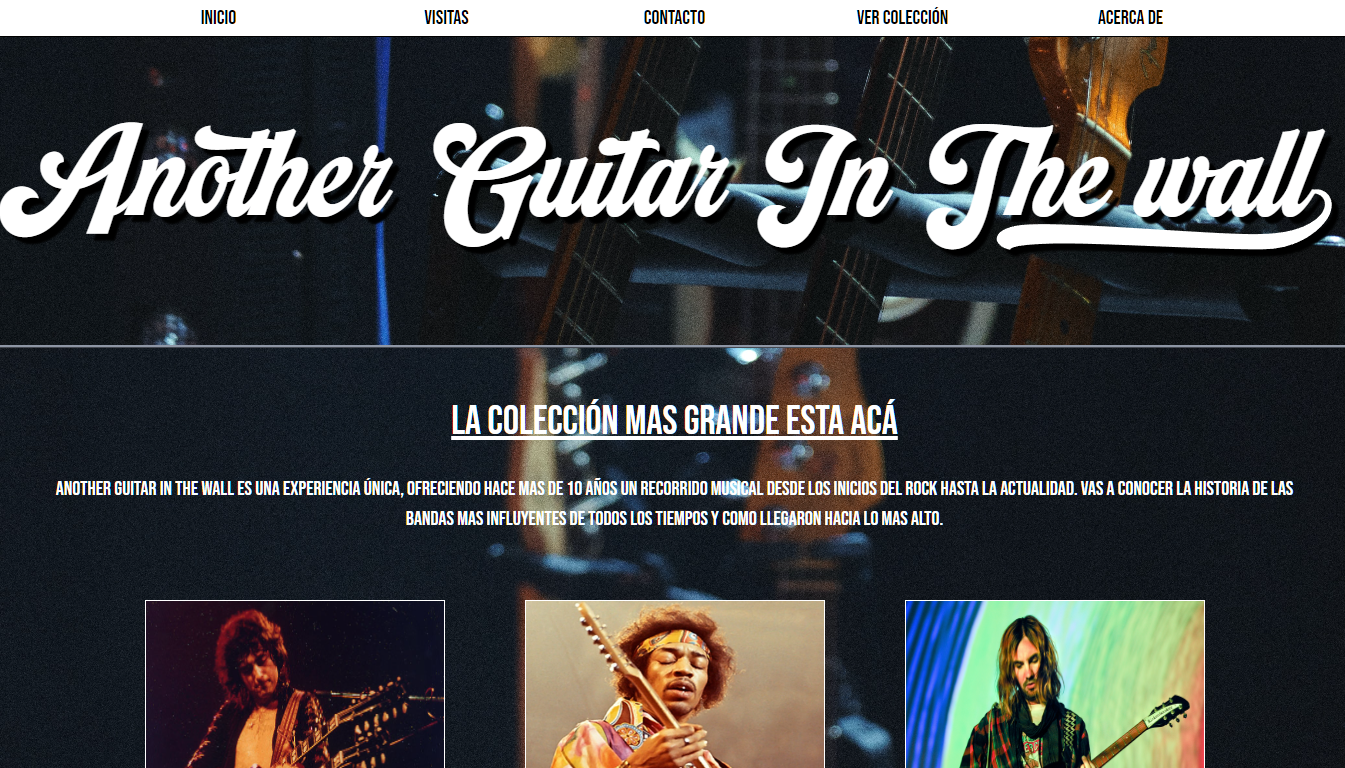 INICIO VISITAS CONTACTO VER COLECCIÓN ACERCA DE
Another Guitar In The wall
LA COLECCIÓN MAS GRANDE ESTA ACÁ
ANOTHER GUITAR IN THE WALL ES UNA EXPERIENCIA ÚNICA, OFRECIENDO HACE MAS DE 10 AÑOS UN RECORRIDO MUSICAL DESDE LOS INICIOS DEL ROCK HASTA LA ACTUALIDAD. VAS A CONOCER LA HISTORIA DE LAS
BANDAS MAS INFLUYENTES DE TODOS LOS TIEMPOS Y COMO LLEGARON HACIA LO MAS ALTO.